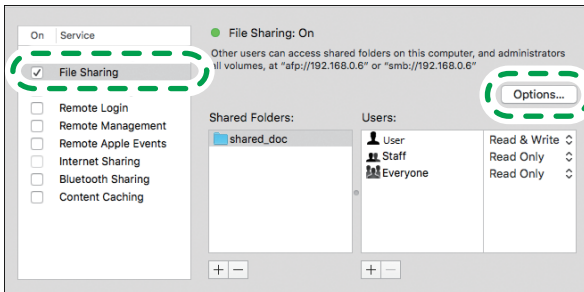 On Service
File Sharing
Remote Login
Remote Management
Remote Apple Events
Internet Sharing
Bluetooth Sharing
Content Caching
File Sharing: On
Other users can access shared folders on this computer, and administrators
all volumes, at “afp://192.168.0.6” or “smb://192.168.0.6”
Options...
Shared Folders:
shared_doc
+ −
Users:
User Read & Write
Staff Read Only
Everyone Read Only
+ −